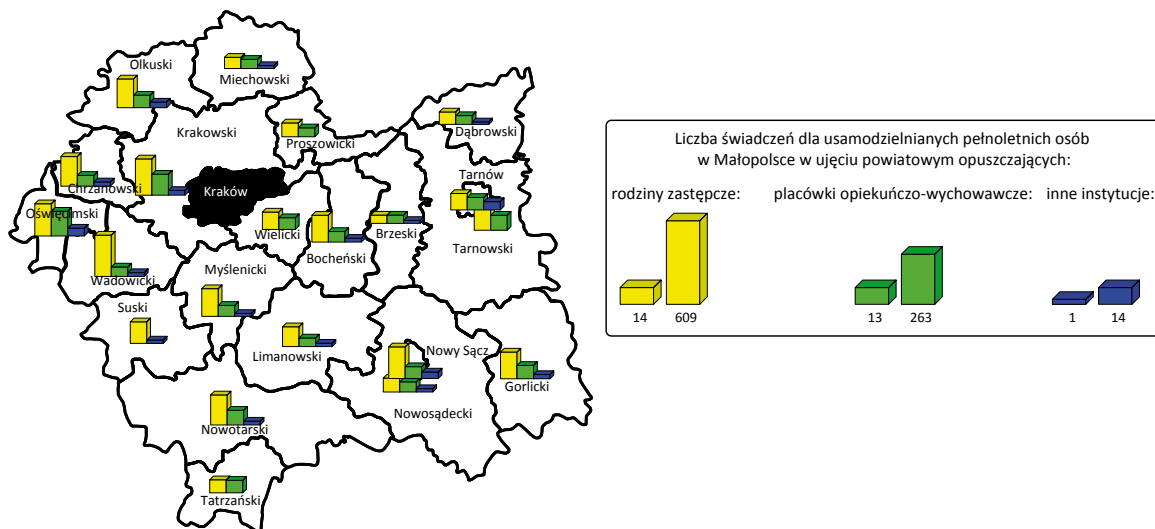 Olkuski
Miechowski
Krakowski
Proszowicki
Dąbrowski
Chrzanowski
Kraków
Tarnów
Oświęcimski
Wielicki
Bocheński
Brzeski
Tarnowski
Wadowicki
Myślenicki
Suski
Limanowski
Nowy Sącz
Gorlicki
Nowosądecki
Nowotarski
Tatrzański
Liczba świadczeń dla usamodzielnianych pełnoletnich osób
w Małopolsce w ujęciu powiatowym opuszczających:
rodziny zastępcze: placówki opiekuńczo-wychowawcze: inne instytucje:
14 609 13 263 1 14